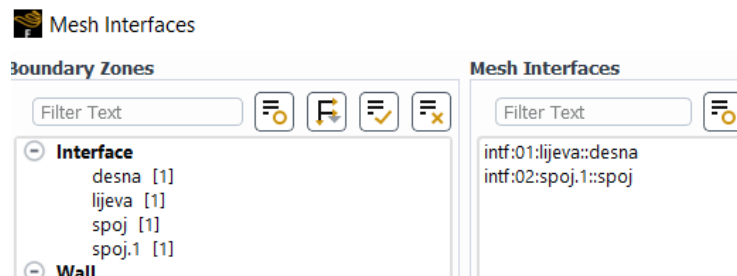 Mesh Interfaces
Boundary Zones
Filter Text
Interface
desna [1]
lijeva [1]
spoj [1]
spoj.1 [1]
Wall
Mesh Interfaces
Filter Text
intf:01:lijeva::desna
intf:02:spoj.1::spoj